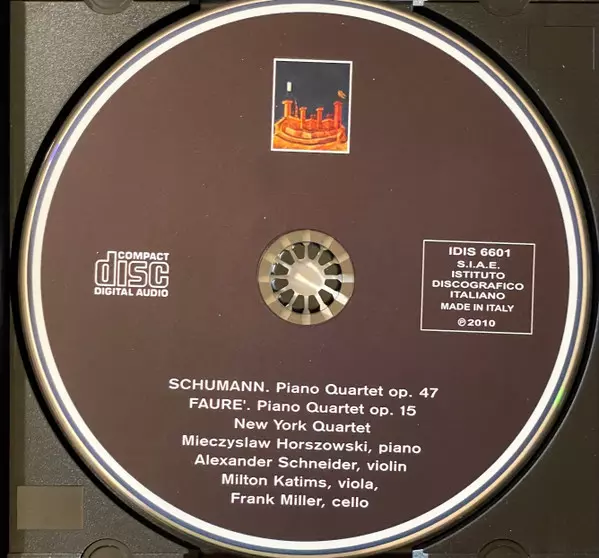 COMPACT
disc
DIGITAL AUDIO
IDIS 6601
S.I.A.E.
ISTITUTO
DISCOGRAFICO
ITALIANO
MADE IN ITALY
℗2010
SCHUMANN. Piano Quartet op. 47
FAURE'. Piano Quartet op. 15
New York Quartet
Mieczyslaw Horszowski, piano
Alexander Schneider, violin
Milton Katims, viola,
Frank Miller, cello